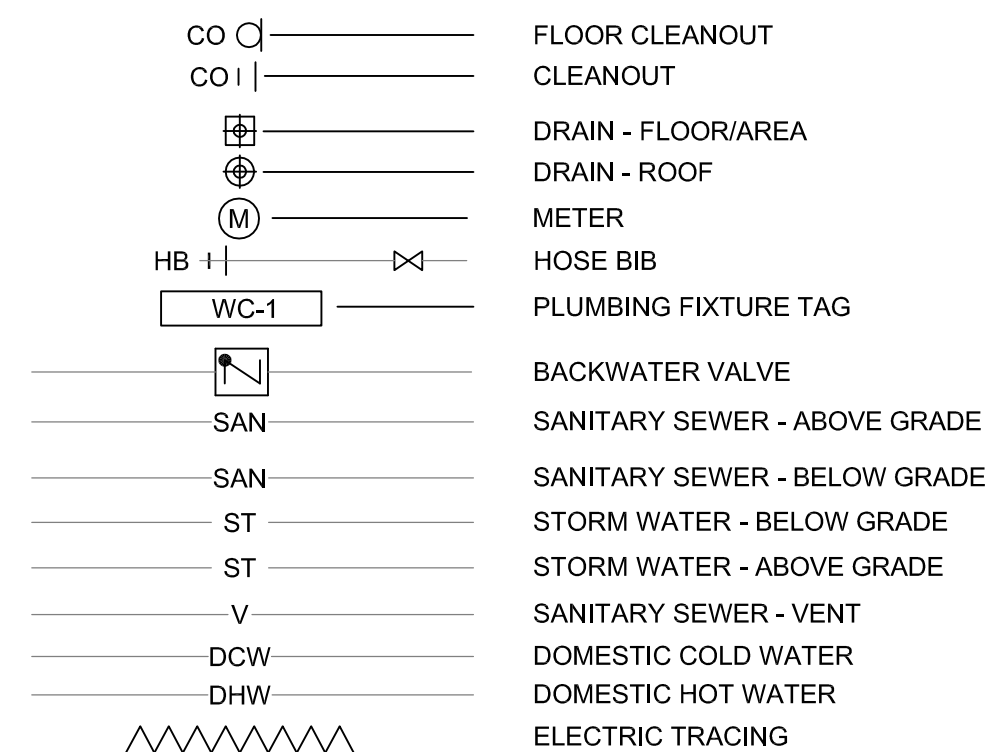 CO FLOOR CLEANOUT
CO CLEANOUT
DRAIN - FLOOR/AREA
DRAIN - ROOF
M METER
HB HOSE BIB
WC-1 PLUMBING FIXTURE TAG
BACKWATER VALVE
SAN SANITARY SEWER - ABOVE GRADE
SAN SANITARY SEWER - BELOW GRADE
ST STORM WATER - BELOW GRADE
ST STORM WATER - ABOVE GRADE
V SANITARY SEWER - VENT
DCW DOMESTIC COLD WATER
DHW DOMESTIC HOT WATER
ELECTRIC TRACING